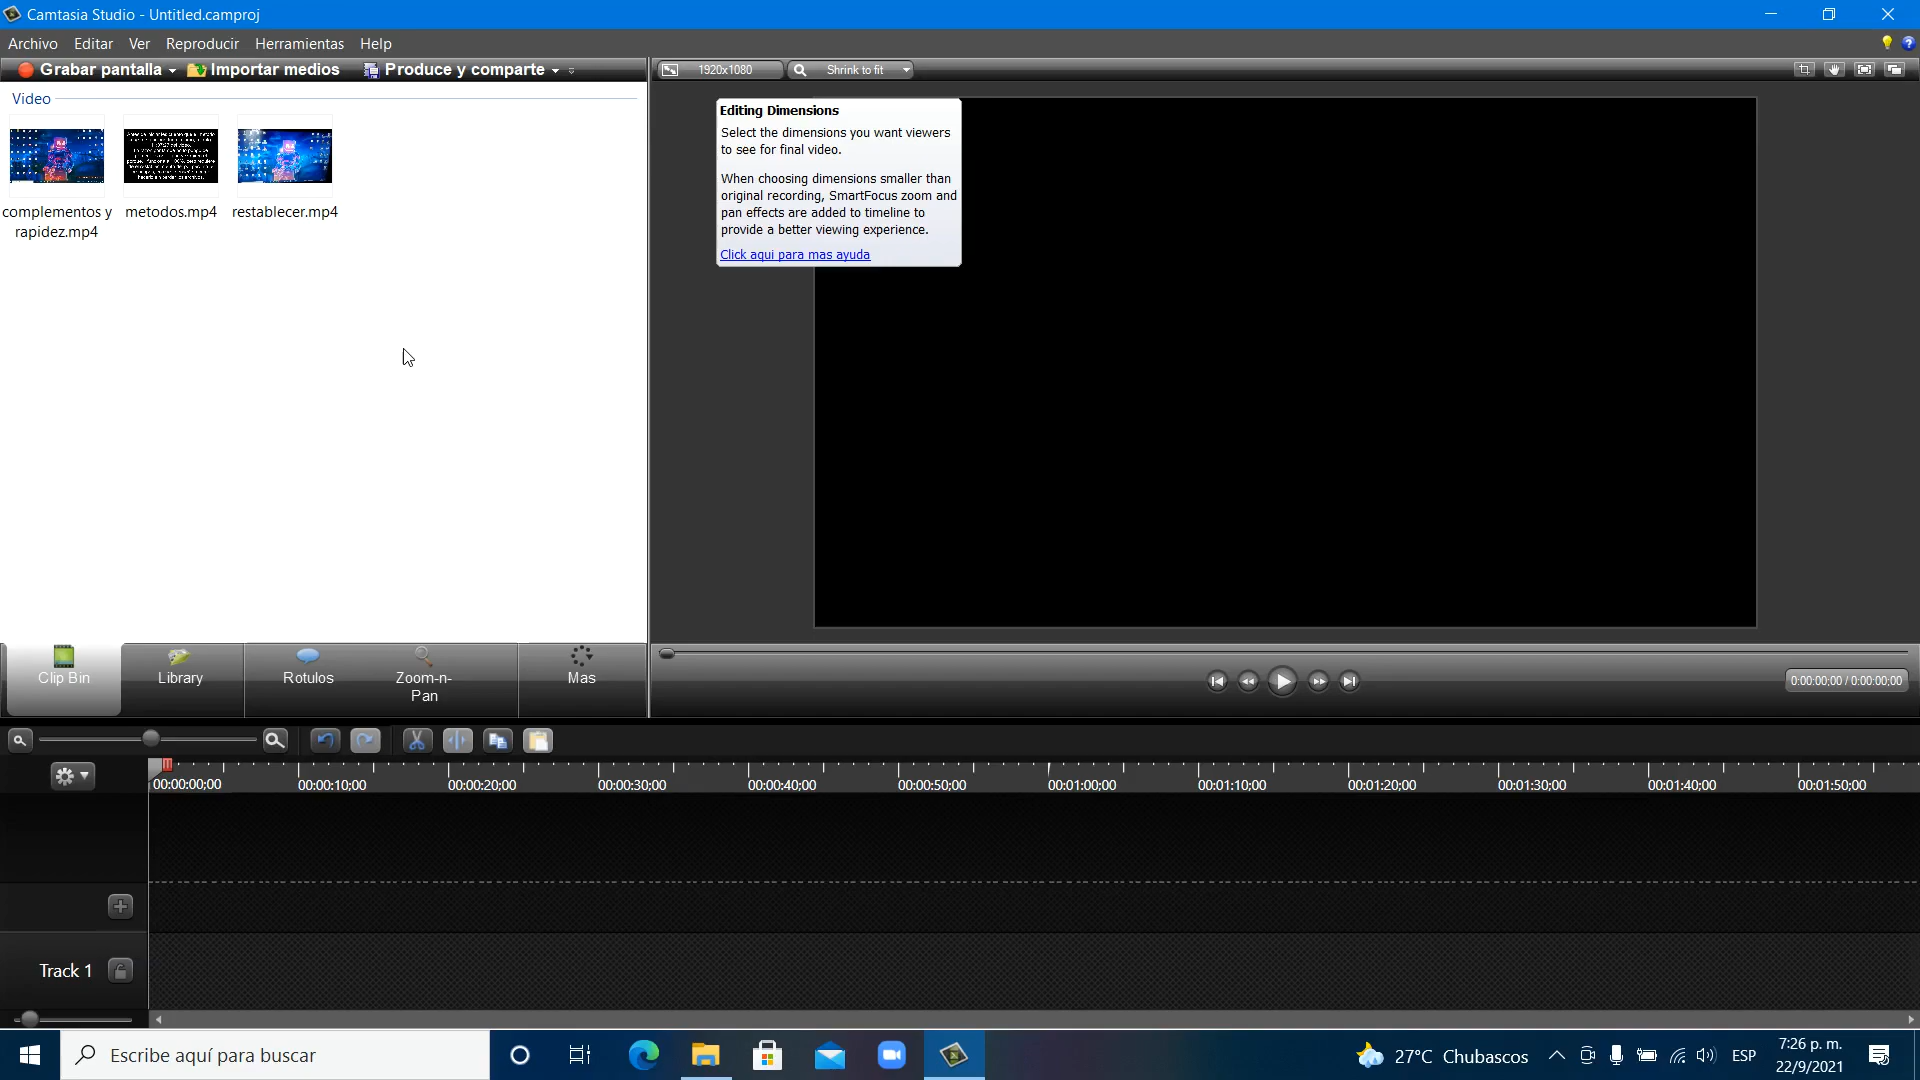 Camtasia Studio - Untitled.camproj
Archivo Editar Ver Reproducir Herramientas Help
Grabar pantalla Importar medios Produce y comparte
1920x1080 Shrink to fit
Video
complementos y
rapidez.mp4
metodos.mp4
restablecer.mp4
Editing Dimensions
Select the dimensions you want viewers
to see for final video.
When choosing dimensions smaller than
original recording, SmartFocus zoom and
pan effects are added to timeline to
provide a better viewing experience.
Click aqui para mas ayuda
Clip Bin
Library
Rotulos
Zoom-n-
Pan
Mas
0:00:00;00 / 0:00:00;00
00:00:00;00 00:00:10;00 00:00:20;00 00:00:30;00 00:00:40;00 00:00:50;00 00:01:00;00 00:01:10;00 00:01:20;00 00:01:30;00 00:01:40;00 00:01:50;00
Track 1
Escribe aquí para buscar
27°C Chubascos
ESP
7:26 p. m.
22/9/2021